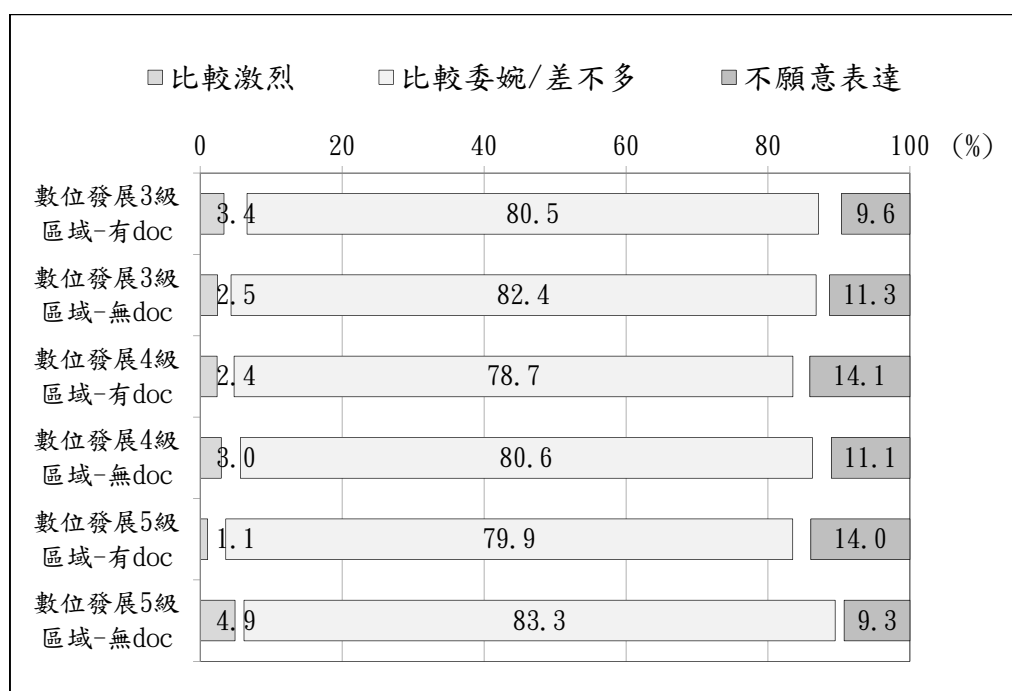 比較激烈 比較委婉/差不多 不願意表達
0 20 40 60 80 100 (%)
數位發展3級
區域-有doc
3.4 80.5 9.6
數位發展3級
區域-無doc
2.5 82.4 11.3
數位發展4級
區域-有doc
2.4 78.7 14.1
數位發展4級
區域-無doc
3.0 80.6 11.1
數位發展5級
區域-有doc
1.1 79.9 14.0
數位發展5級
區域-無doc
4.9 83.3 9.3